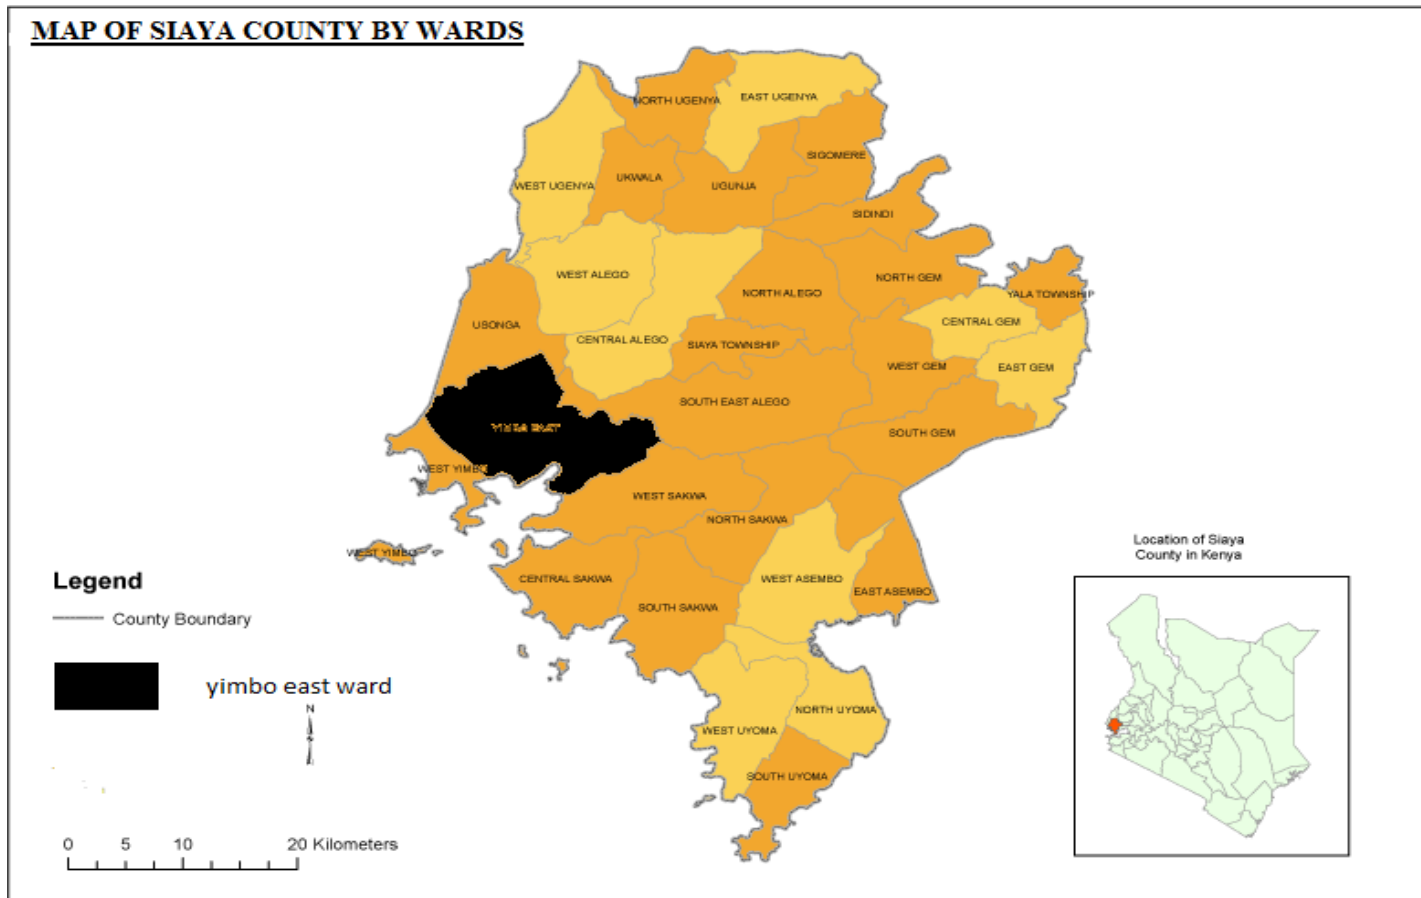 MAP OF SIAYA COUNTY BY WARDS
NORTH UGENYA
EAST UGENYA
SIGOMERE
WEST UGENYA
UKWALA
UGUNJA
SIDINDI
WEST ALEGO
NORTH ALEGO
NORTH GEM
YALA TOWNSHIP
USONGA
CENTRAL ALEGO
SIAYA TOWNSHIP
CENTRAL GEM
WEST GEM
EAST GEM
SOUTH EAST ALEGO
EAST
SOUTH GEM
WEST YIMBO
WEST SAKWA
NORTH SAKWA
WEST YIMBO
CENTRAL SAKWA
WEST ASEMBO
EAST ASEMBO
SOUTH SAKWA
NORTH UYOMA
WEST UYOMA
SOUTH UYOMA
Location of Siaya
County in Kenya
Legend
County Boundary
yimbo east ward
N
0 5 10 20 Kilometers